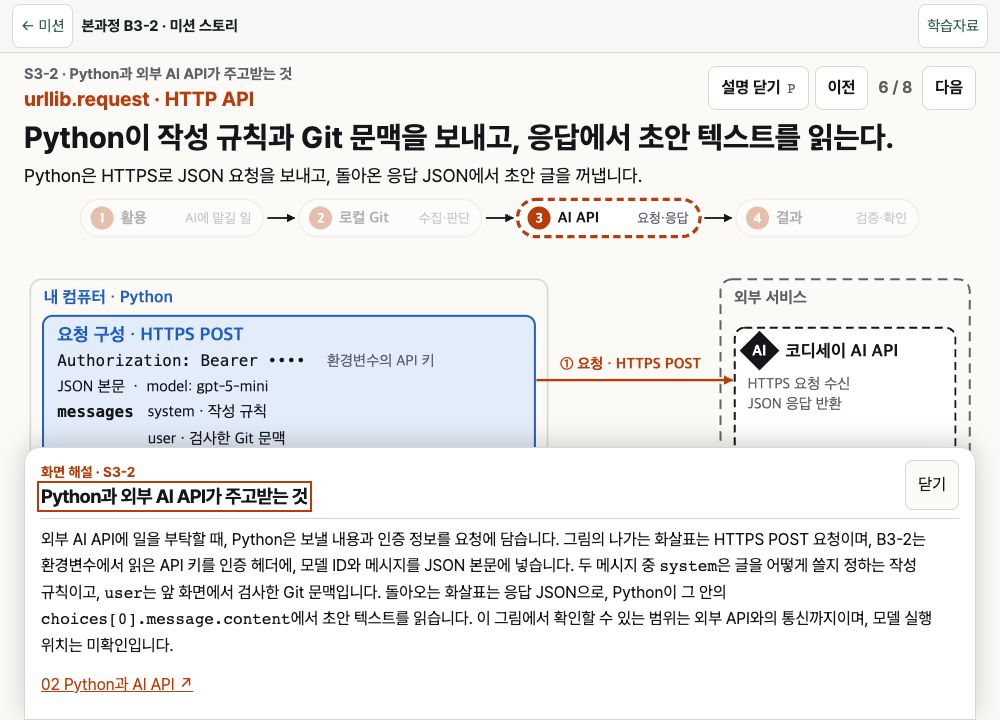 ← 미션
본과정 B3-2 · 미션 스토리
학습자료
S3-2 · Python과 외부 AI API가 주고받는 것
urllib.request · HTTP API
설명 닫기 P
이전
6 / 8
다음
Python이 작성 규칙과 Git 문맥을 보내고, 응답에서 초안 텍스트를 읽는다.
Python은 HTTPS로 JSON 요청을 보내고, 돌아온 응답 JSON에서 초안 글을 꺼냅니다.
1 활용 AI에 맡길 일
2 로컬 Git 수집·판단
3 AI API 요청·응답
4 결과 검증·확인
내 컴퓨터 · Python
요청 구성 · HTTPS POST
Authorization: Bearer •••• 환경변수의 API 키
JSON 본문 · model: gpt-5-mini
messages system · 작성 규칙
user · 검사한 Git 문맥
① 요청 · HTTPS POST
외부 서비스
AI 코디세이 AI API
HTTPS 요청 수신
JSON 응답 반환
화면 해설 · S3-2
Python과 외부 AI API가 주고받는 것
닫기
외부 AI API에 일을 부탁할 때, Python은 보낼 내용과 인증 정보를 요청에 담습니다. 그림의 나가는 화살표는 HTTPS POST 요청이며, B3-2는
환경변수에서 읽은 API 키를 인증 헤더에, 모델 ID와 메시지를 JSON 본문에 넣습니다. 두 메시지 중 system은 글을 어떻게 쓸지 정하는 작성
규칙이고, user는 앞 화면에서 검사한 Git 문맥입니다. 돌아오는 화살표는 응답 JSON으로, Python이 그 안의
choices[0].message.content에서 초안 텍스트를 읽습니다. 이 그림에서 확인할 수 있는 범위는 외부 API와의 통신까지이며, 모델 실행
위치는 미확인입니다.
02 Python과 AI API ↗